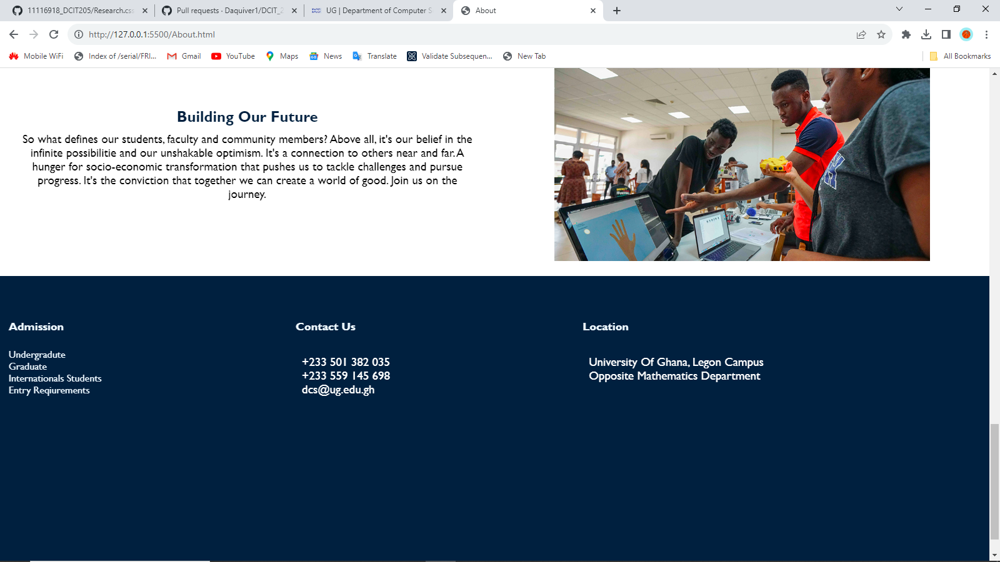 11116918_DCIT205/Research.css
Pull requests · Daquiver1/DCIT_2
DCS
UG | Department of Computer S
About
http://127.0.0.1:5500/About.html
Mobile WiFi
Index of /serial/FRI...
Gmail
YouTube
Maps
News
Translate
Validate Subsequen...
New Tab
All Bookmarks
Building Our Future
So what defines our students, faculty and community members? Above all, it's our belief in the
infinite possibilitie and our unshakable optimism. It's a connection to others near and far. A
hunger for socio-economic transformation that pushes us to tackle challenges and pursue
progress. It's the conviction that together we can create a world of good. Join us on the
journey.
Admission
Undergradute
Graduate
Internationals Students
Entry Reqiurements
Contact Us
+233 501 382 035
+233 559 145 698
dcs@ug.edu.gh
Location
University Of Ghana, Legon Campus
Opposite Mathematics Department